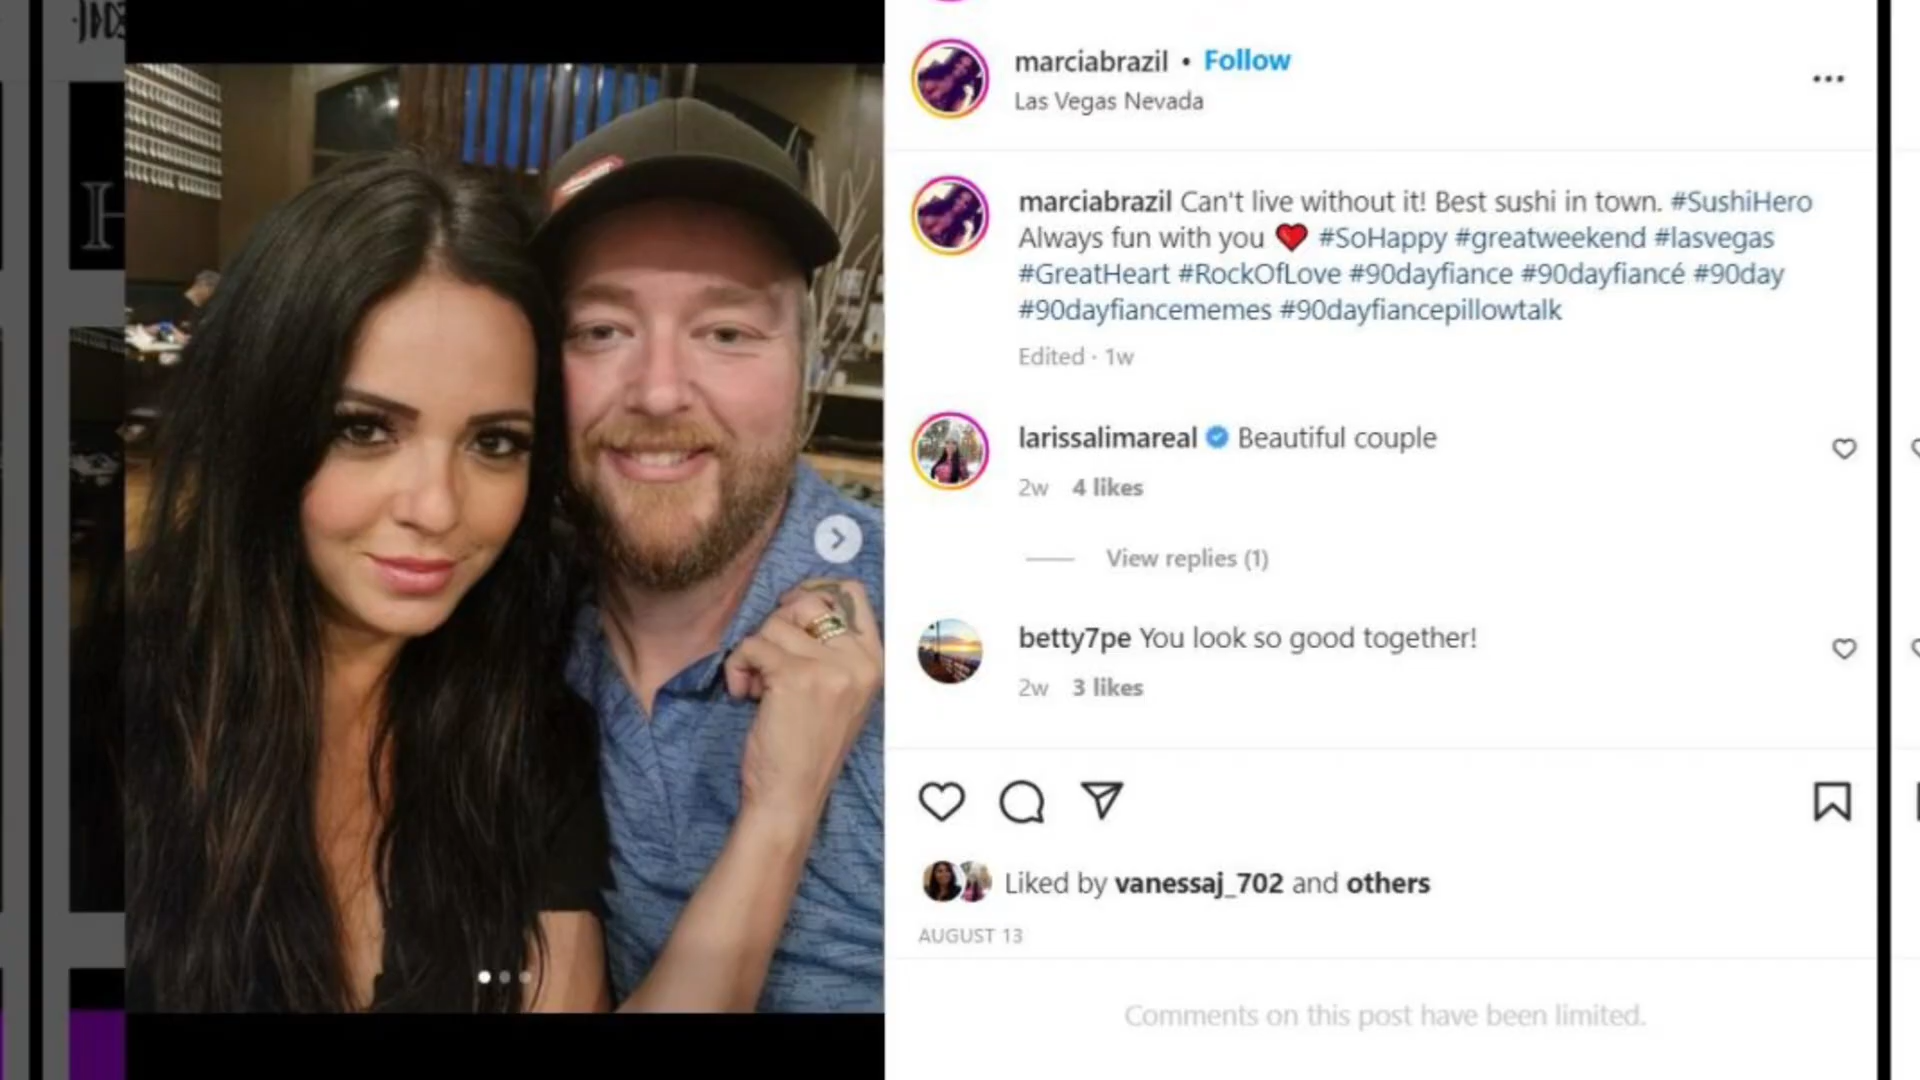 marciabrazil • Follow
Las Vegas Nevada
marciabrazil Can't live without it! Best sushi in town. #SushiHero
Always fun with you ❤️ #SoHappy #greatweekend #lasvegas
#GreatHeart #RockOfLove #90dayfiance #90dayfiancé #90day
#90dayfiancememes #90dayfiancepillowtalk
Edited · 1w
larissalimareal Beautiful couple
2w 4 likes
View replies (1)
betty7pe You look so good together!
2w 3 likes
Liked by vanessaj_702 and others
AUGUST 13
Comments on this post have been limited.